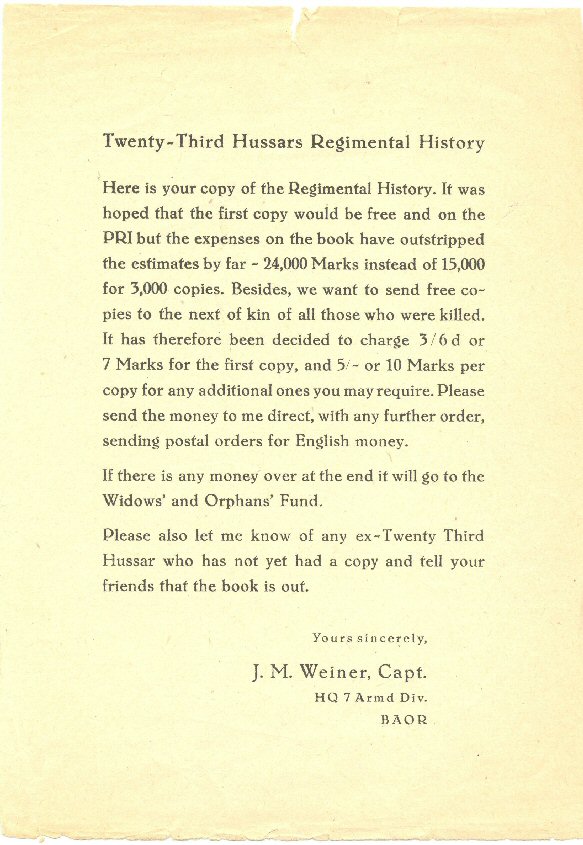 Twenty-Third Hussars Regimental History
Here is your copy of the Regimental History. It was
hoped that the first copy would be free and on the
PRI but the expenses on the book have outstripped
the estimates by far - 24,000 Marks instead of 15,000
for 3,000 copies. Besides, we want to send free co-
pies to the next of kin of all those who were killed.
It has therefore been decided to charge 3/6 d or
7 Marks for the first copy, and 5/- or 10 Marks per
copy for any additional ones you may require. Please
send the money to me direct, with any further order,
sending postal orders for English money.
If there is any money over at the end it will go to the
Widows' and Orphans' Fund.
Please also let me know of any ex-Twenty Third
Hussar who has not yet had a copy and tell your
friends that the book is out.
Yours sincerely,
J. M. Weiner, Capt.
HQ 7 Armd Div.
BAOR